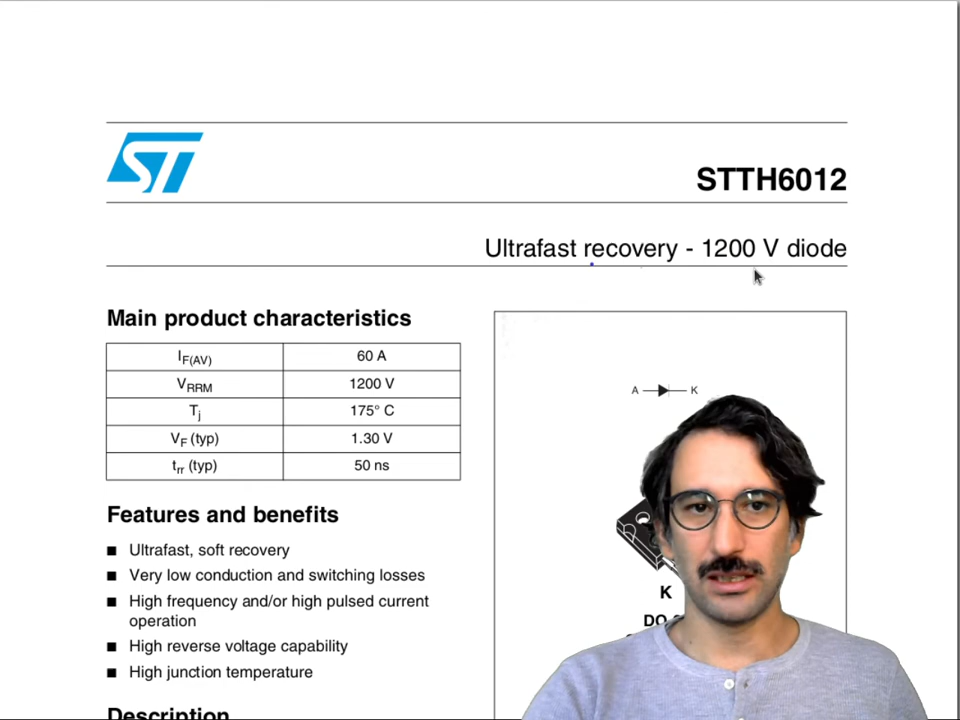 ST
STTH6012
Ultrafast recovery - 1200 V diode
Main product characteristics
IF(AV) 60 A
VRRM 1200 V
Tj 175° C
VF (typ) 1.30 V
trr (typ) 50 ns
Features and benefits
■ Ultrafast, soft recovery
■ Very low conduction and switching losses
■ High frequency and/or high pulsed current
operation
■ High reverse voltage capability
■ High junction temperature
Description
A K
K